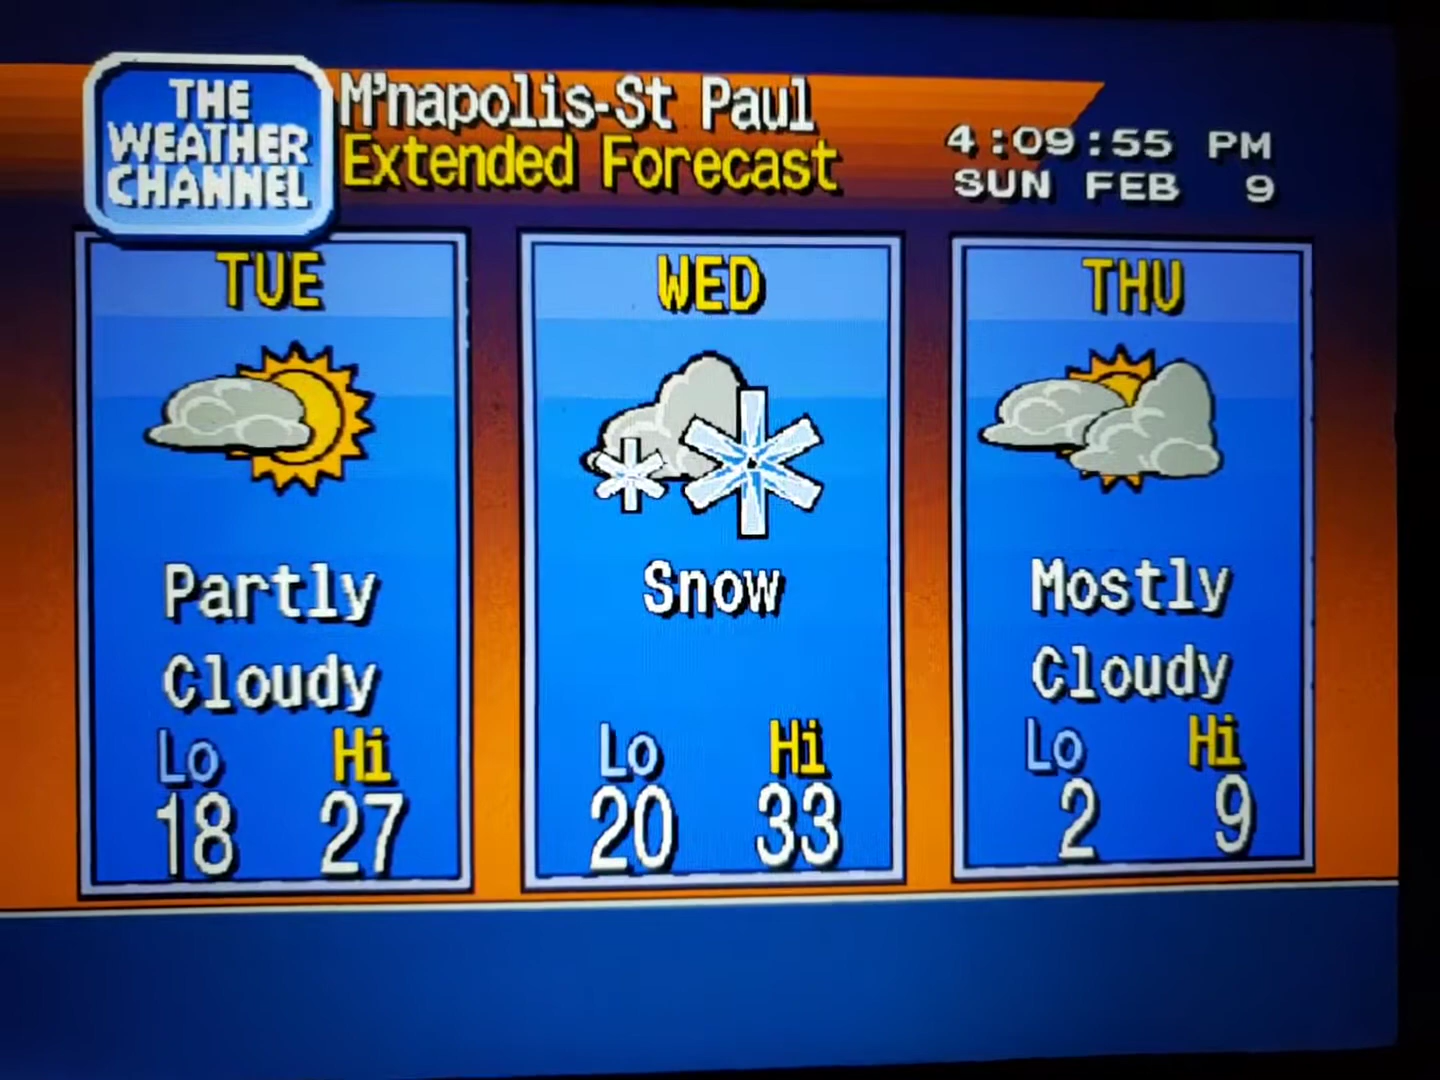 THE
WEATHER
CHANNEL
M'napolis-St Paul
Extended Forecast
4:09:55 PM
SUN FEB 9
TUE
Partly
Cloudy
Lo Hi
18 27
WED
Snow
Lo Hi
20 33
THU
Mostly
Cloudy
Lo Hi
2 9